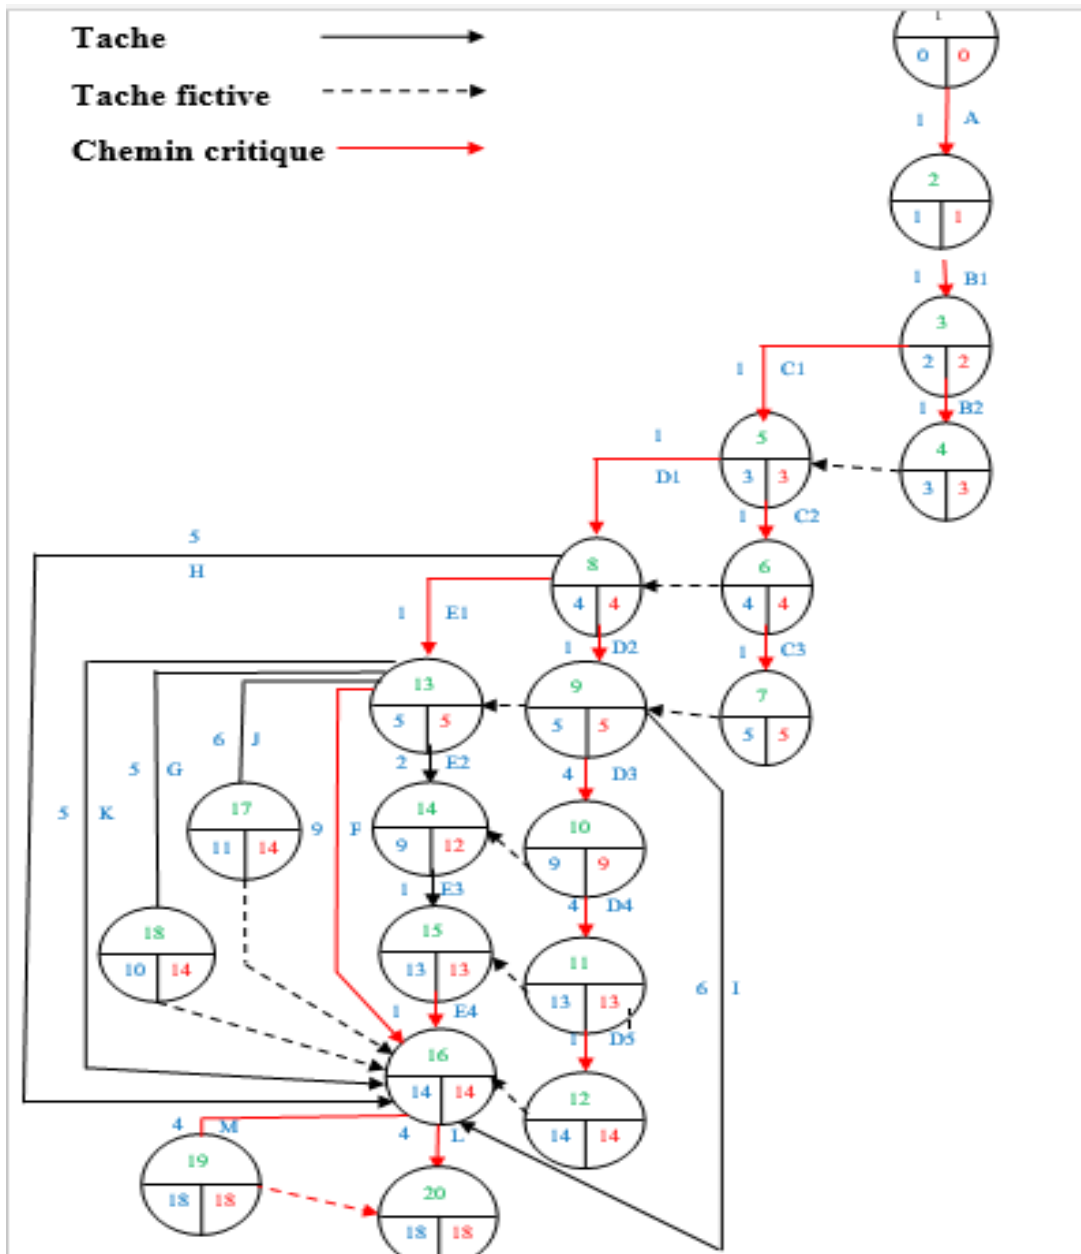 Tache
Tache fictive
Chemin critique
1
0 0
1 A
2
1 1
1 B1
3
2 2
1 C1
1 B2
5
3 3
4
3 3
1
D1
1 C2
5
H
8
4 4
6
4 4
1 E1
1 D2
1 C3
13
5 5
9
5 5
7
5 5
6 J
5 G
5 K
9 F
2 E2
4 D3
17
11 14
14
9 12
10
9 9
1 E3
4 D4
18
10 14
15
13 13
11
13 13
6 I
1 E4
1 D5
16
14 14
12
14 14
4 M
4 L
19
18 18
20
18 18